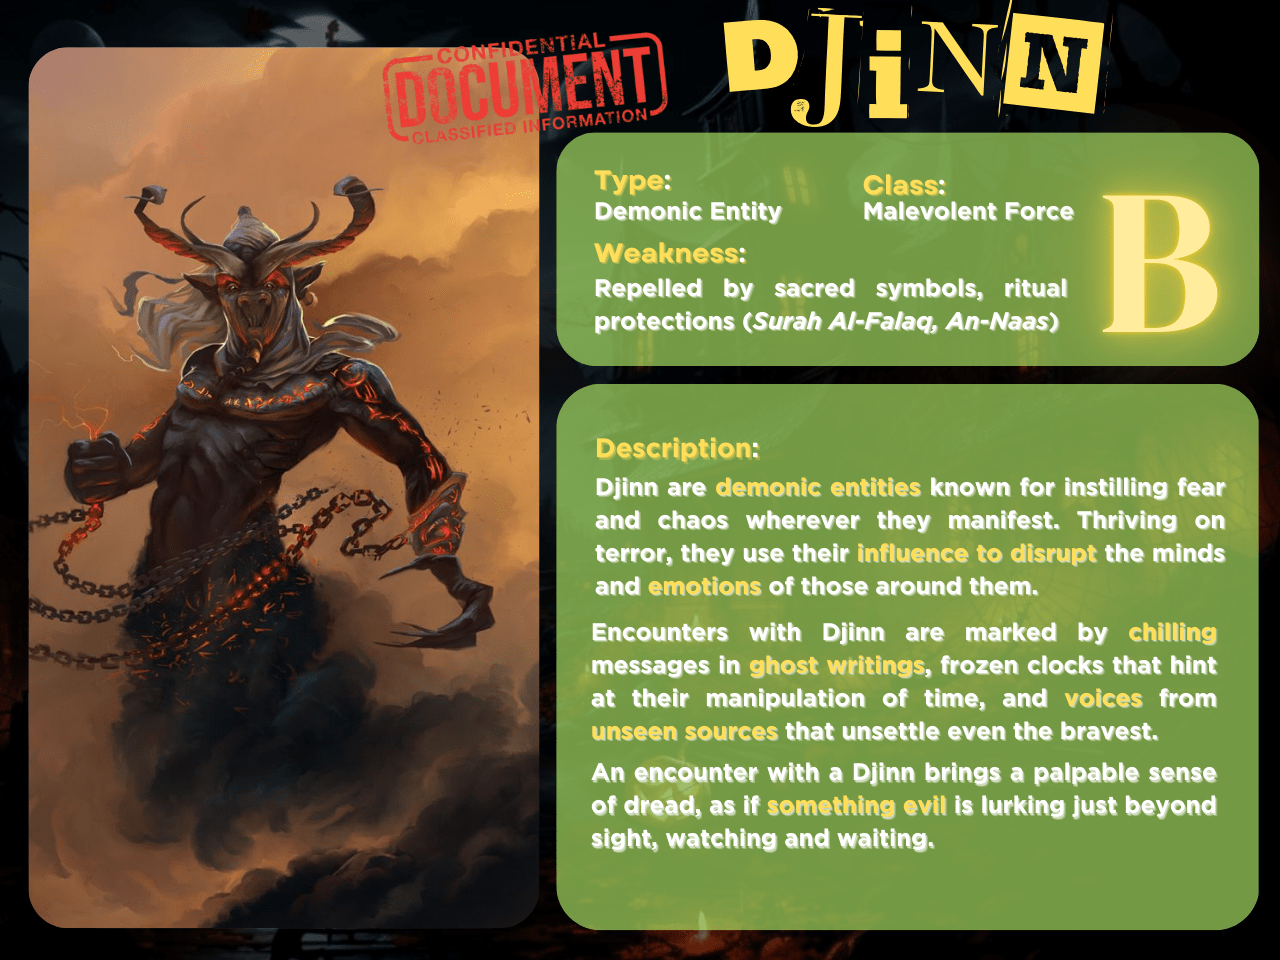 CONFIDENTIAL
DOCUMENT
CLASSIFIED INFORMATION
DJiNN
Type:
Demonic Entity
Class:
Malevolent Force
B
Weakness:
Repelled by sacred symbols, ritual
protections (Surah Al-Falaq, An-Naas)
Description:
Djinn are demonic entities known for instilling fear
and chaos wherever they manifest. Thriving on
terror, they use their influence to disrupt the minds
and emotions of those around them.
Encounters with Djinn are marked by chilling
messages in ghost writings, frozen clocks that hint
at their manipulation of time, and voices from
unseen sources that unsettle even the bravest.
An encounter with a Djinn brings a palpable sense
of dread, as if something evil is lurking just beyond
sight, watching and waiting.